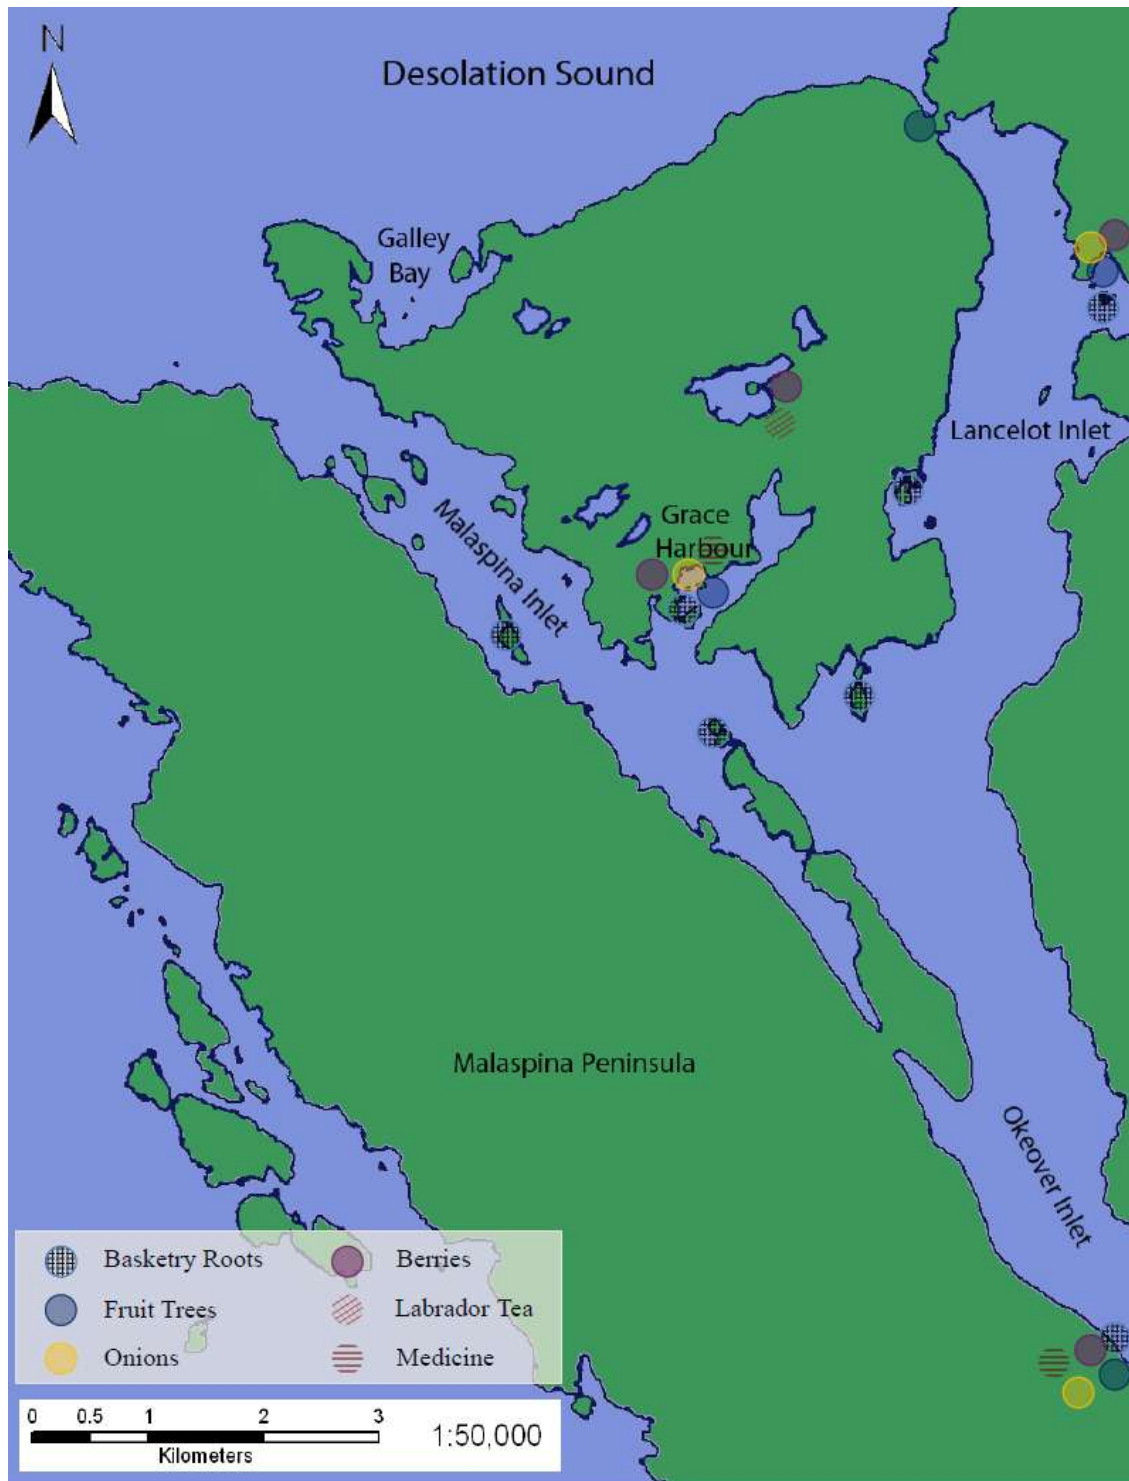 N
Desolation Sound
Galley
Bay
Lancelot Inlet
Grace
Harbour
Malaspina Inlet
Malaspina Peninsula
Okeover Inlet
Basketry Roots
Berries
Fruit Trees
Labrador Tea
Onions
Medicine
0 0.5 1 2 3
1:50,000
Kilometers